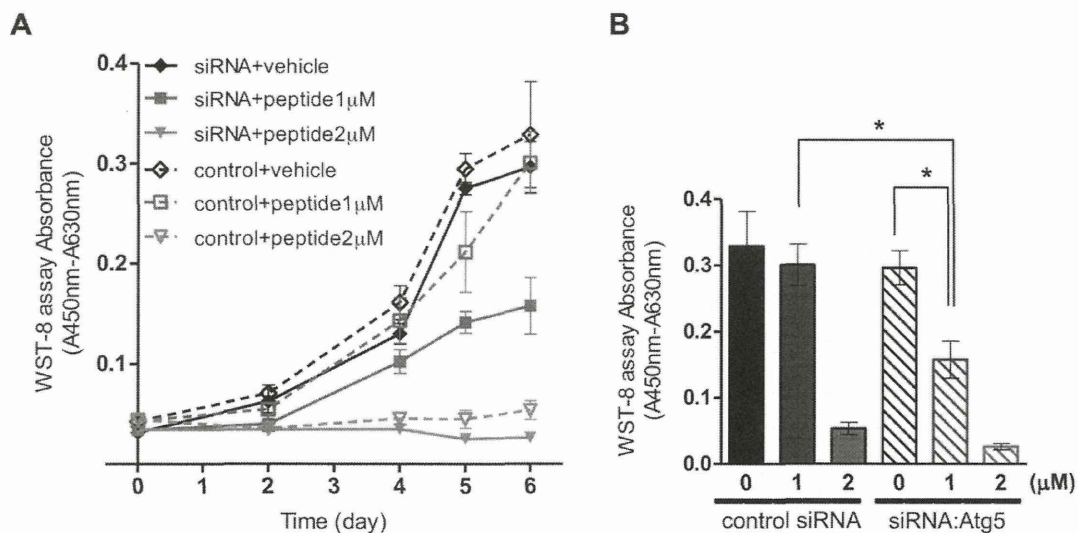 A
0.4
0.3
0.2
0.1
WST-8 assay Absorbance
(A450nm-A630nm)
siRNA+vehicle
siRNA+peptide1μM
siRNA+peptide2μM
control+vehicle
control+peptide1μM
control+peptide2μM
0 1 2 3 4 5 6
Time (day)
B
* 
*
0.4
0.3
0.2
0.1
0.0
WST-8 assay Absorbance
(A450nm-A630nm)
0 1 2 0 1 2 (μM)
control siRNA siRNA:Atg5